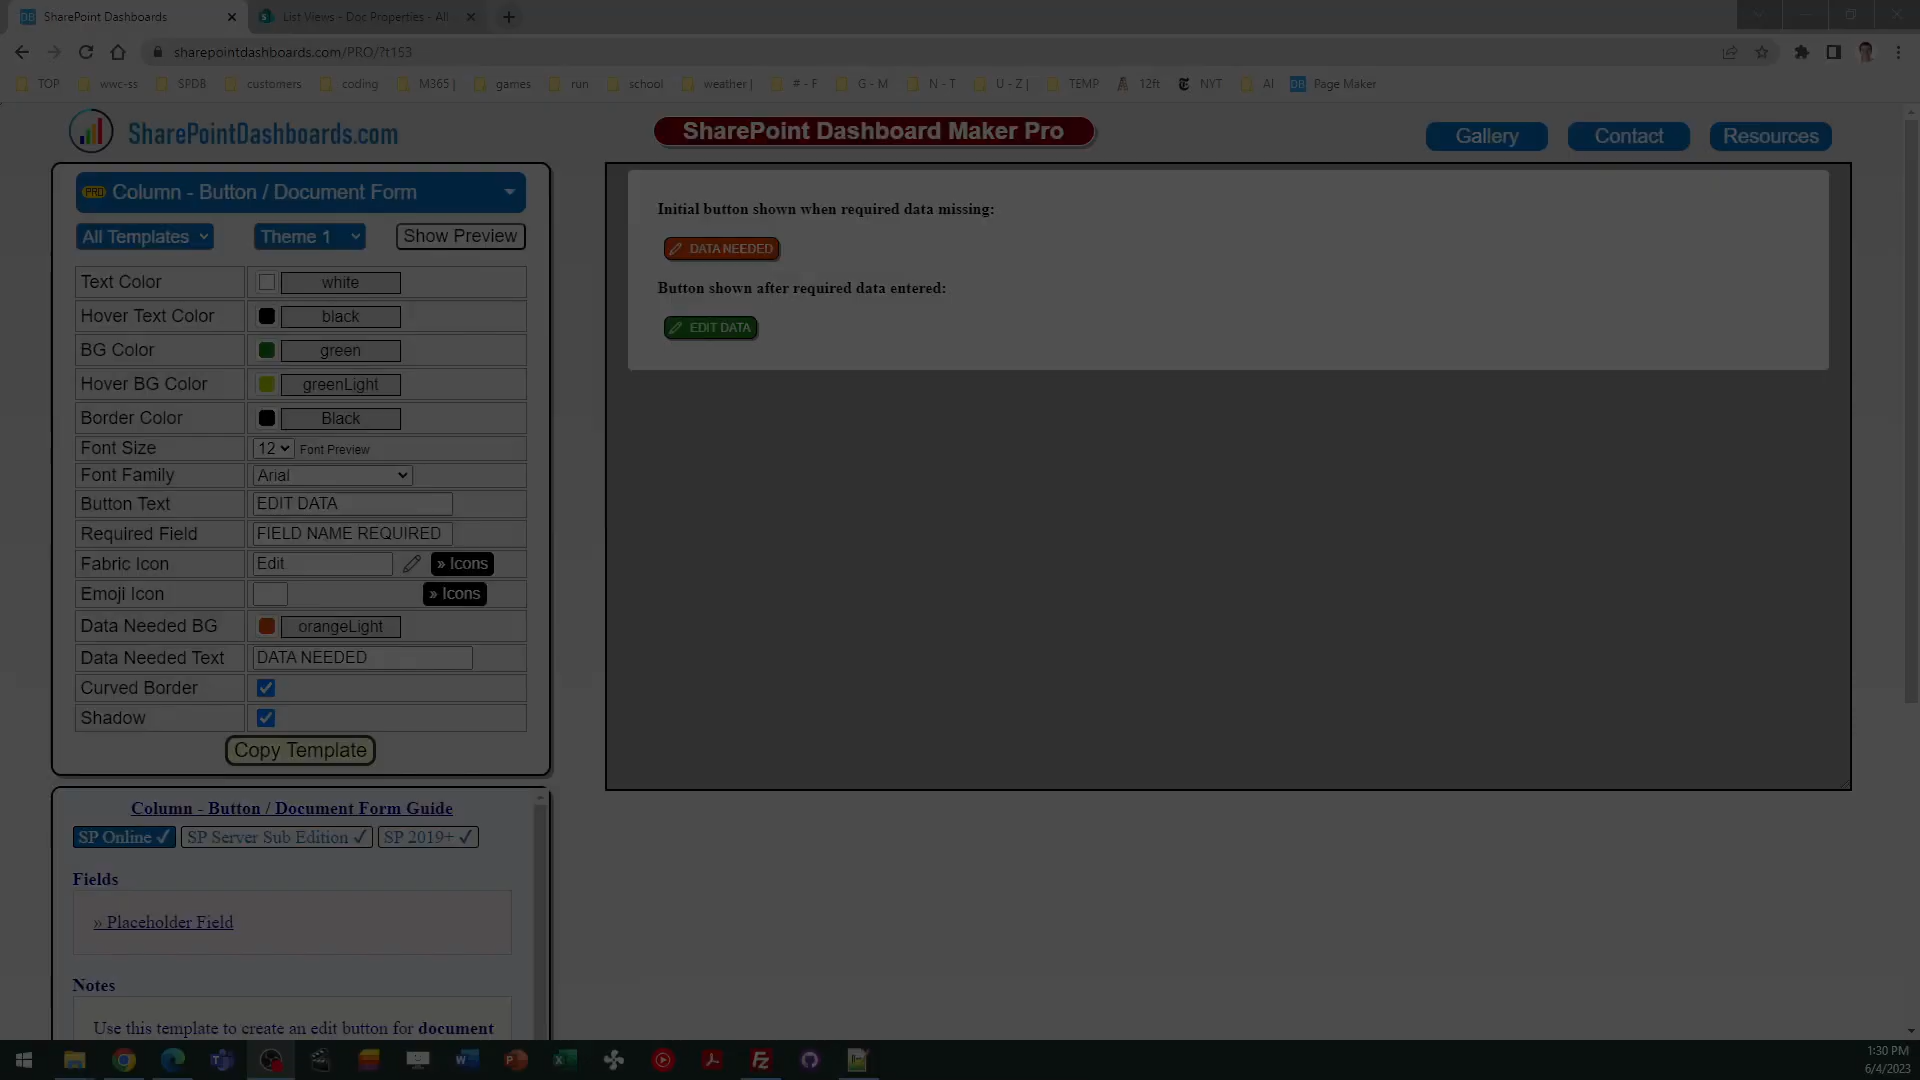 SharePoint Dashboards
List Views - Doc Properties - All
sharepointdashboards.com/PRO/?t153
TOP
wwc-ss
SPDB
customers
coding
M365 |
games
run
school
weather |
# - F
G - M
N - T
U - Z |
TEMP
12ft
NYT
AI
DB
Page Maker
SharePointDashboards.com
SharePoint Dashboard Maker Pro
Gallery
Contact
Resources
PRO Column - Button / Document Form
All Templates
Theme 1
Show Preview
Text Color
white
Hover Text Color
black
BG Color
green
Hover BG Color
greenLight
Border Color
Black
Font Size
12
Font Preview
Font Family
Arial
Button Text
EDIT DATA
Required Field
FIELD NAME REQUIRED
Fabric Icon
Edit
» Icons
Emoji Icon
» Icons
Data Needed BG
orangeLight
Data Needed Text
DATA NEEDED
Curved Border
Shadow
Copy Template
Initial button shown when required data missing:
DATA NEEDED
Button shown after required data entered:
EDIT DATA
Column - Button / Document Form Guide
SP Online ✓
SP Server Sub Edition ✓
SP 2019+ ✓
Fields
» Placeholder Field
Notes
Use this template to create an edit button for document
1:30 PM
6/4/2023